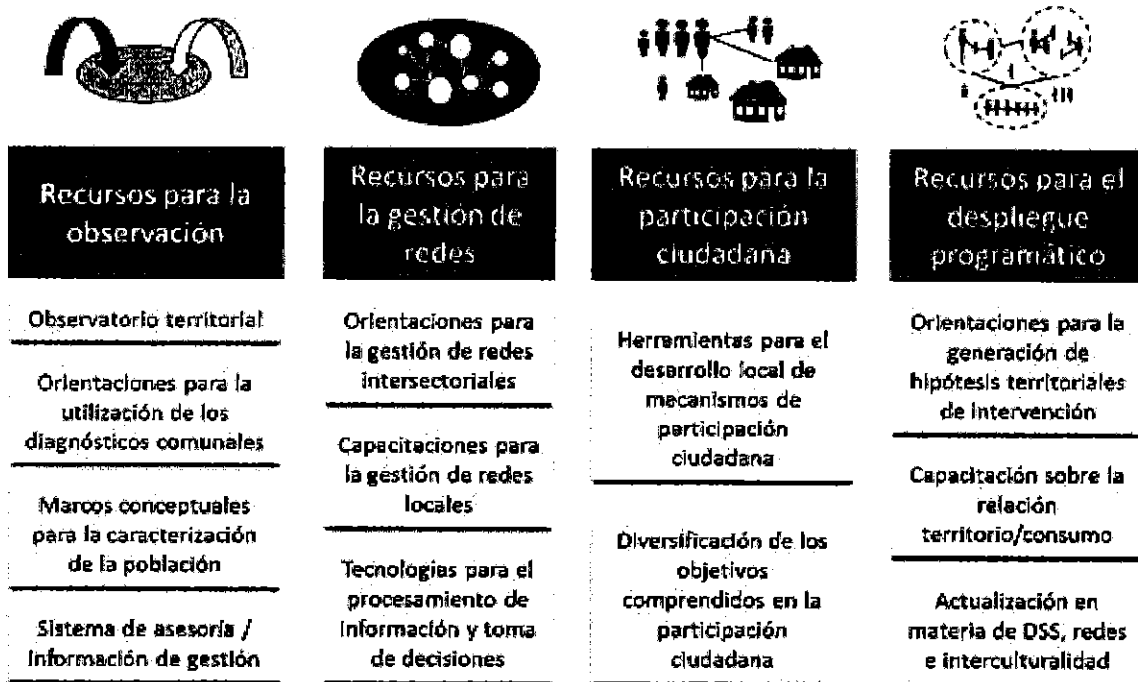 Recursos para la
observación
Observatorio territorial
Orientaciones para la
utilización de los
diagnósticos comunales
Marcos conceptuales
para la caracterización
de la población
Sistema de asesoría /
información de gestión
Recursos para
la gestión de
redes
Orientaciones para
la gestión de redes
intersectoriales
Capacitaciones para
la gestión de redes
locales
Tecnologías para el
procesamiento de
información y toma
de decisiones
Recursos para la
participación
ciudadana
Herramientas para el
desarrollo local de
mecanismos de
participación
ciudadana
Diversificación de los
objetivos
comprendidos en la
participación
ciudadana
Recursos para el
despliegue
programático
Orientaciones para la
generación de
hipótesis territoriales
de intervención
Capacitación sobre la
relación
territorio/consumo
Actualización en
materia de DSS, redes
e interculturalidad